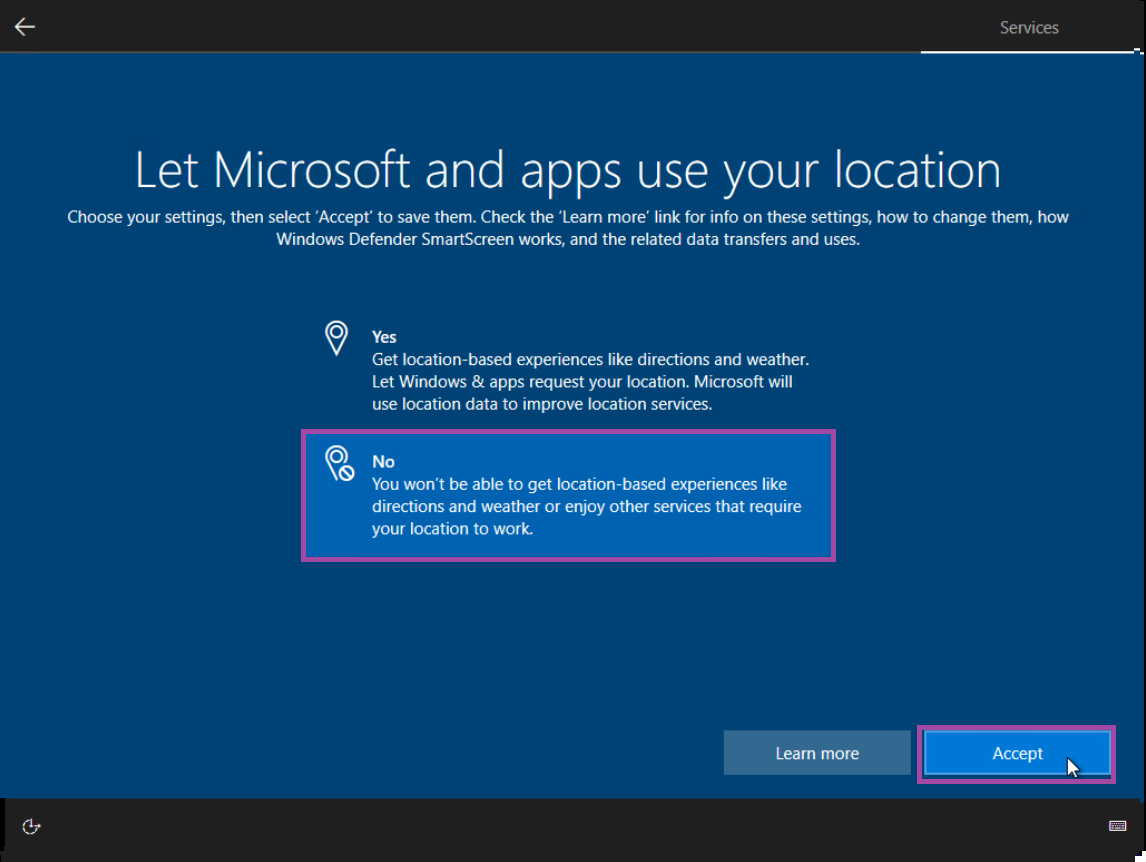 Services
Let Microsoft and apps use your location
Choose your settings, then select ‘Accept’ to save them. Check the ‘Learn more’ link for info on these settings, how to change them, how
Windows Defender SmartScreen works, and the related data transfers and uses.
Yes
Get location-based experiences like directions and weather.
Let Windows & apps request your location. Microsoft will
use location data to improve location services.
No
You won’t be able to get location-based experiences like
directions and weather or enjoy other services that require
your location to work.
Learn more
Accept